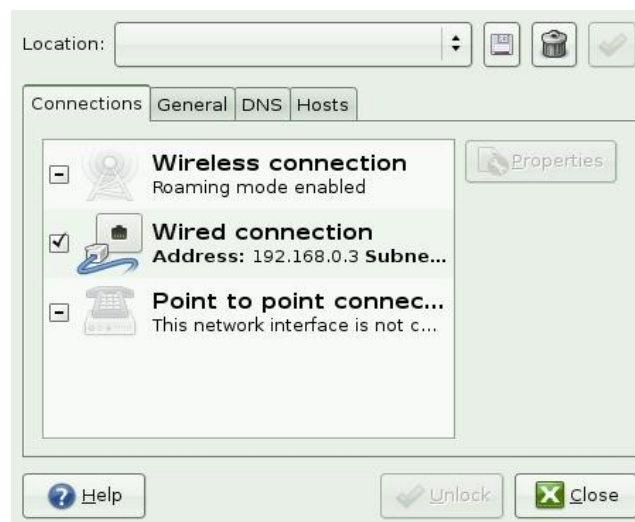 Location:
Connections General DNS Hosts
Wireless connection
Roaming mode enabled
Properties
Wired connection
Address: 192.168.0.3 Subne...
Point to point connec...
This network interface is not c...
Help Unlock Close